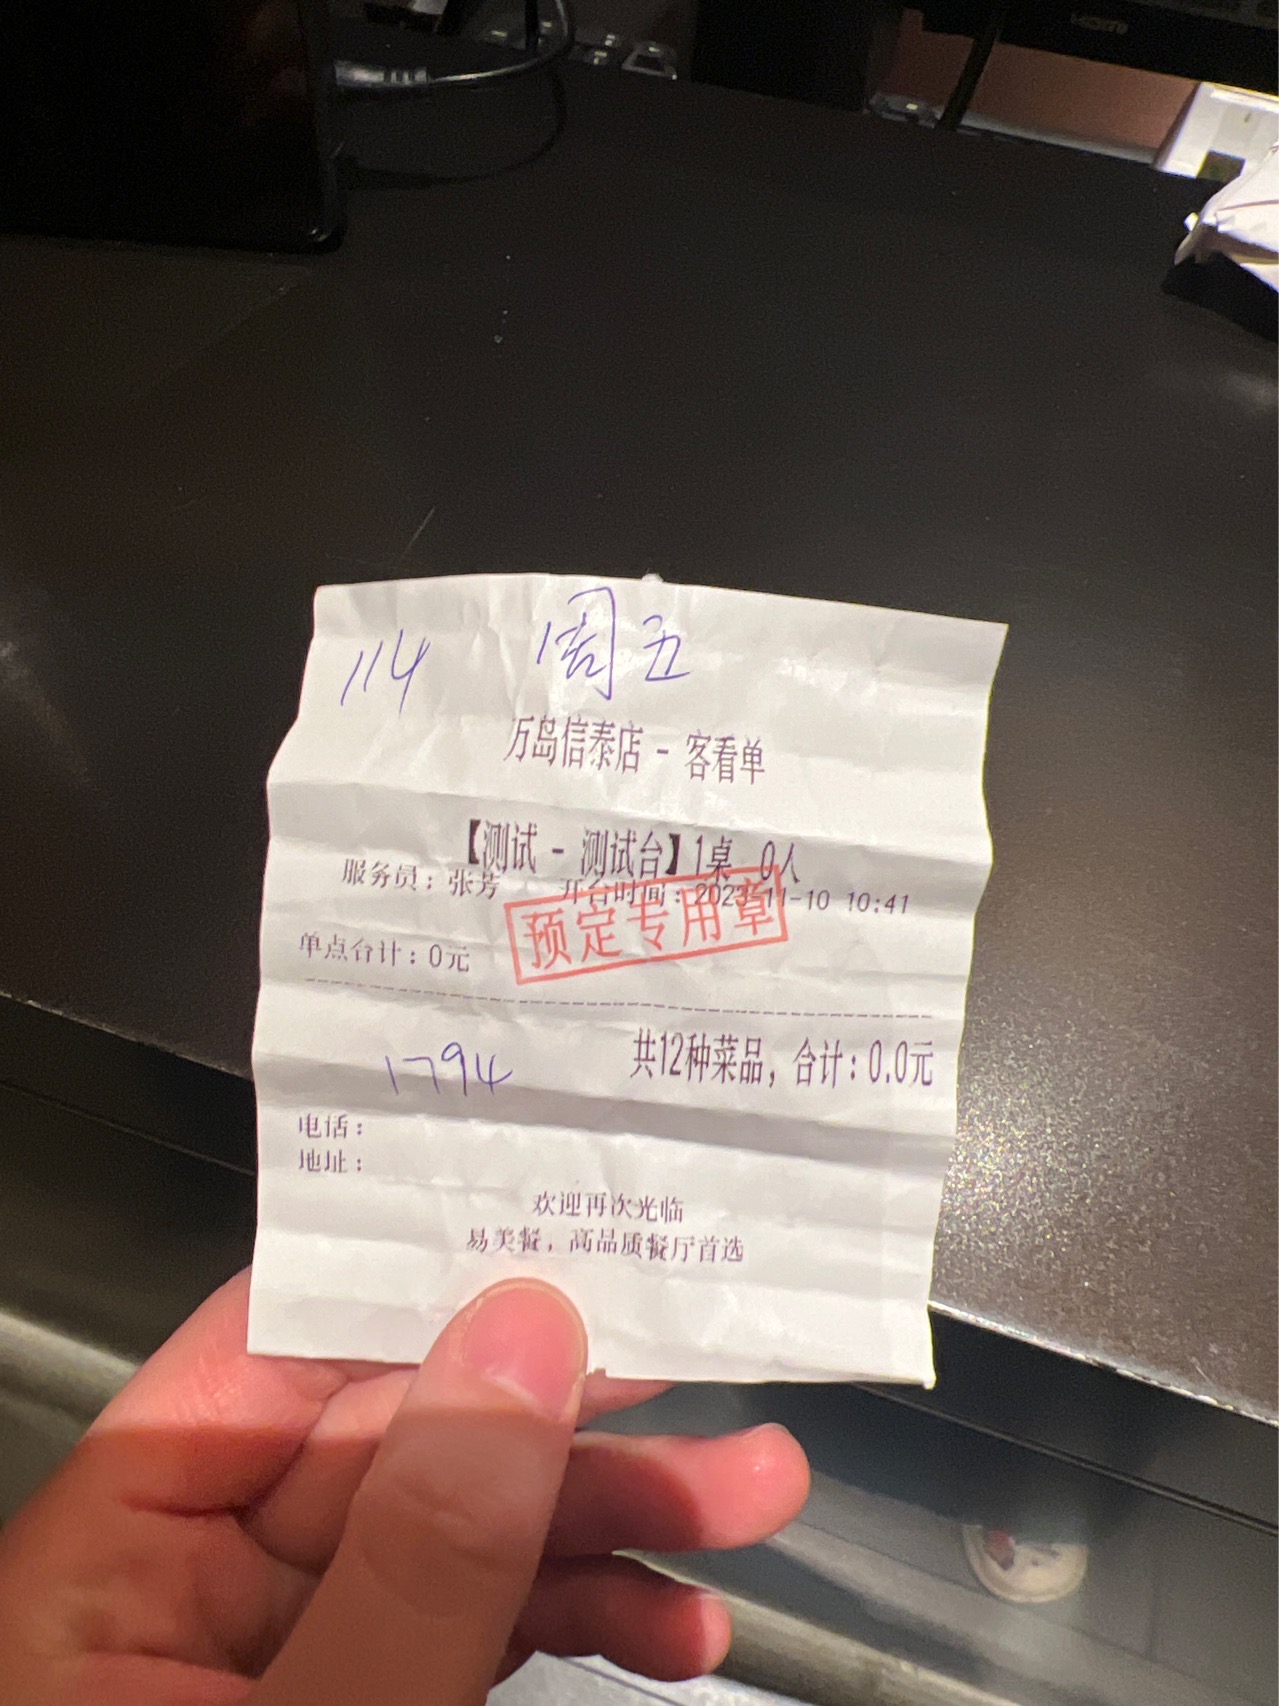 114 周五
万岛信泰店 - 客看单
【测试 - 测试台】1桌 0人
服务员：张芳 开台时间：2023-11-10 10:41
预定专用章
单点合计：0元
共12种菜品，合计：0.0元
1794
电话：
地址：
欢迎再次光临
易美餐，高品质餐厅首选